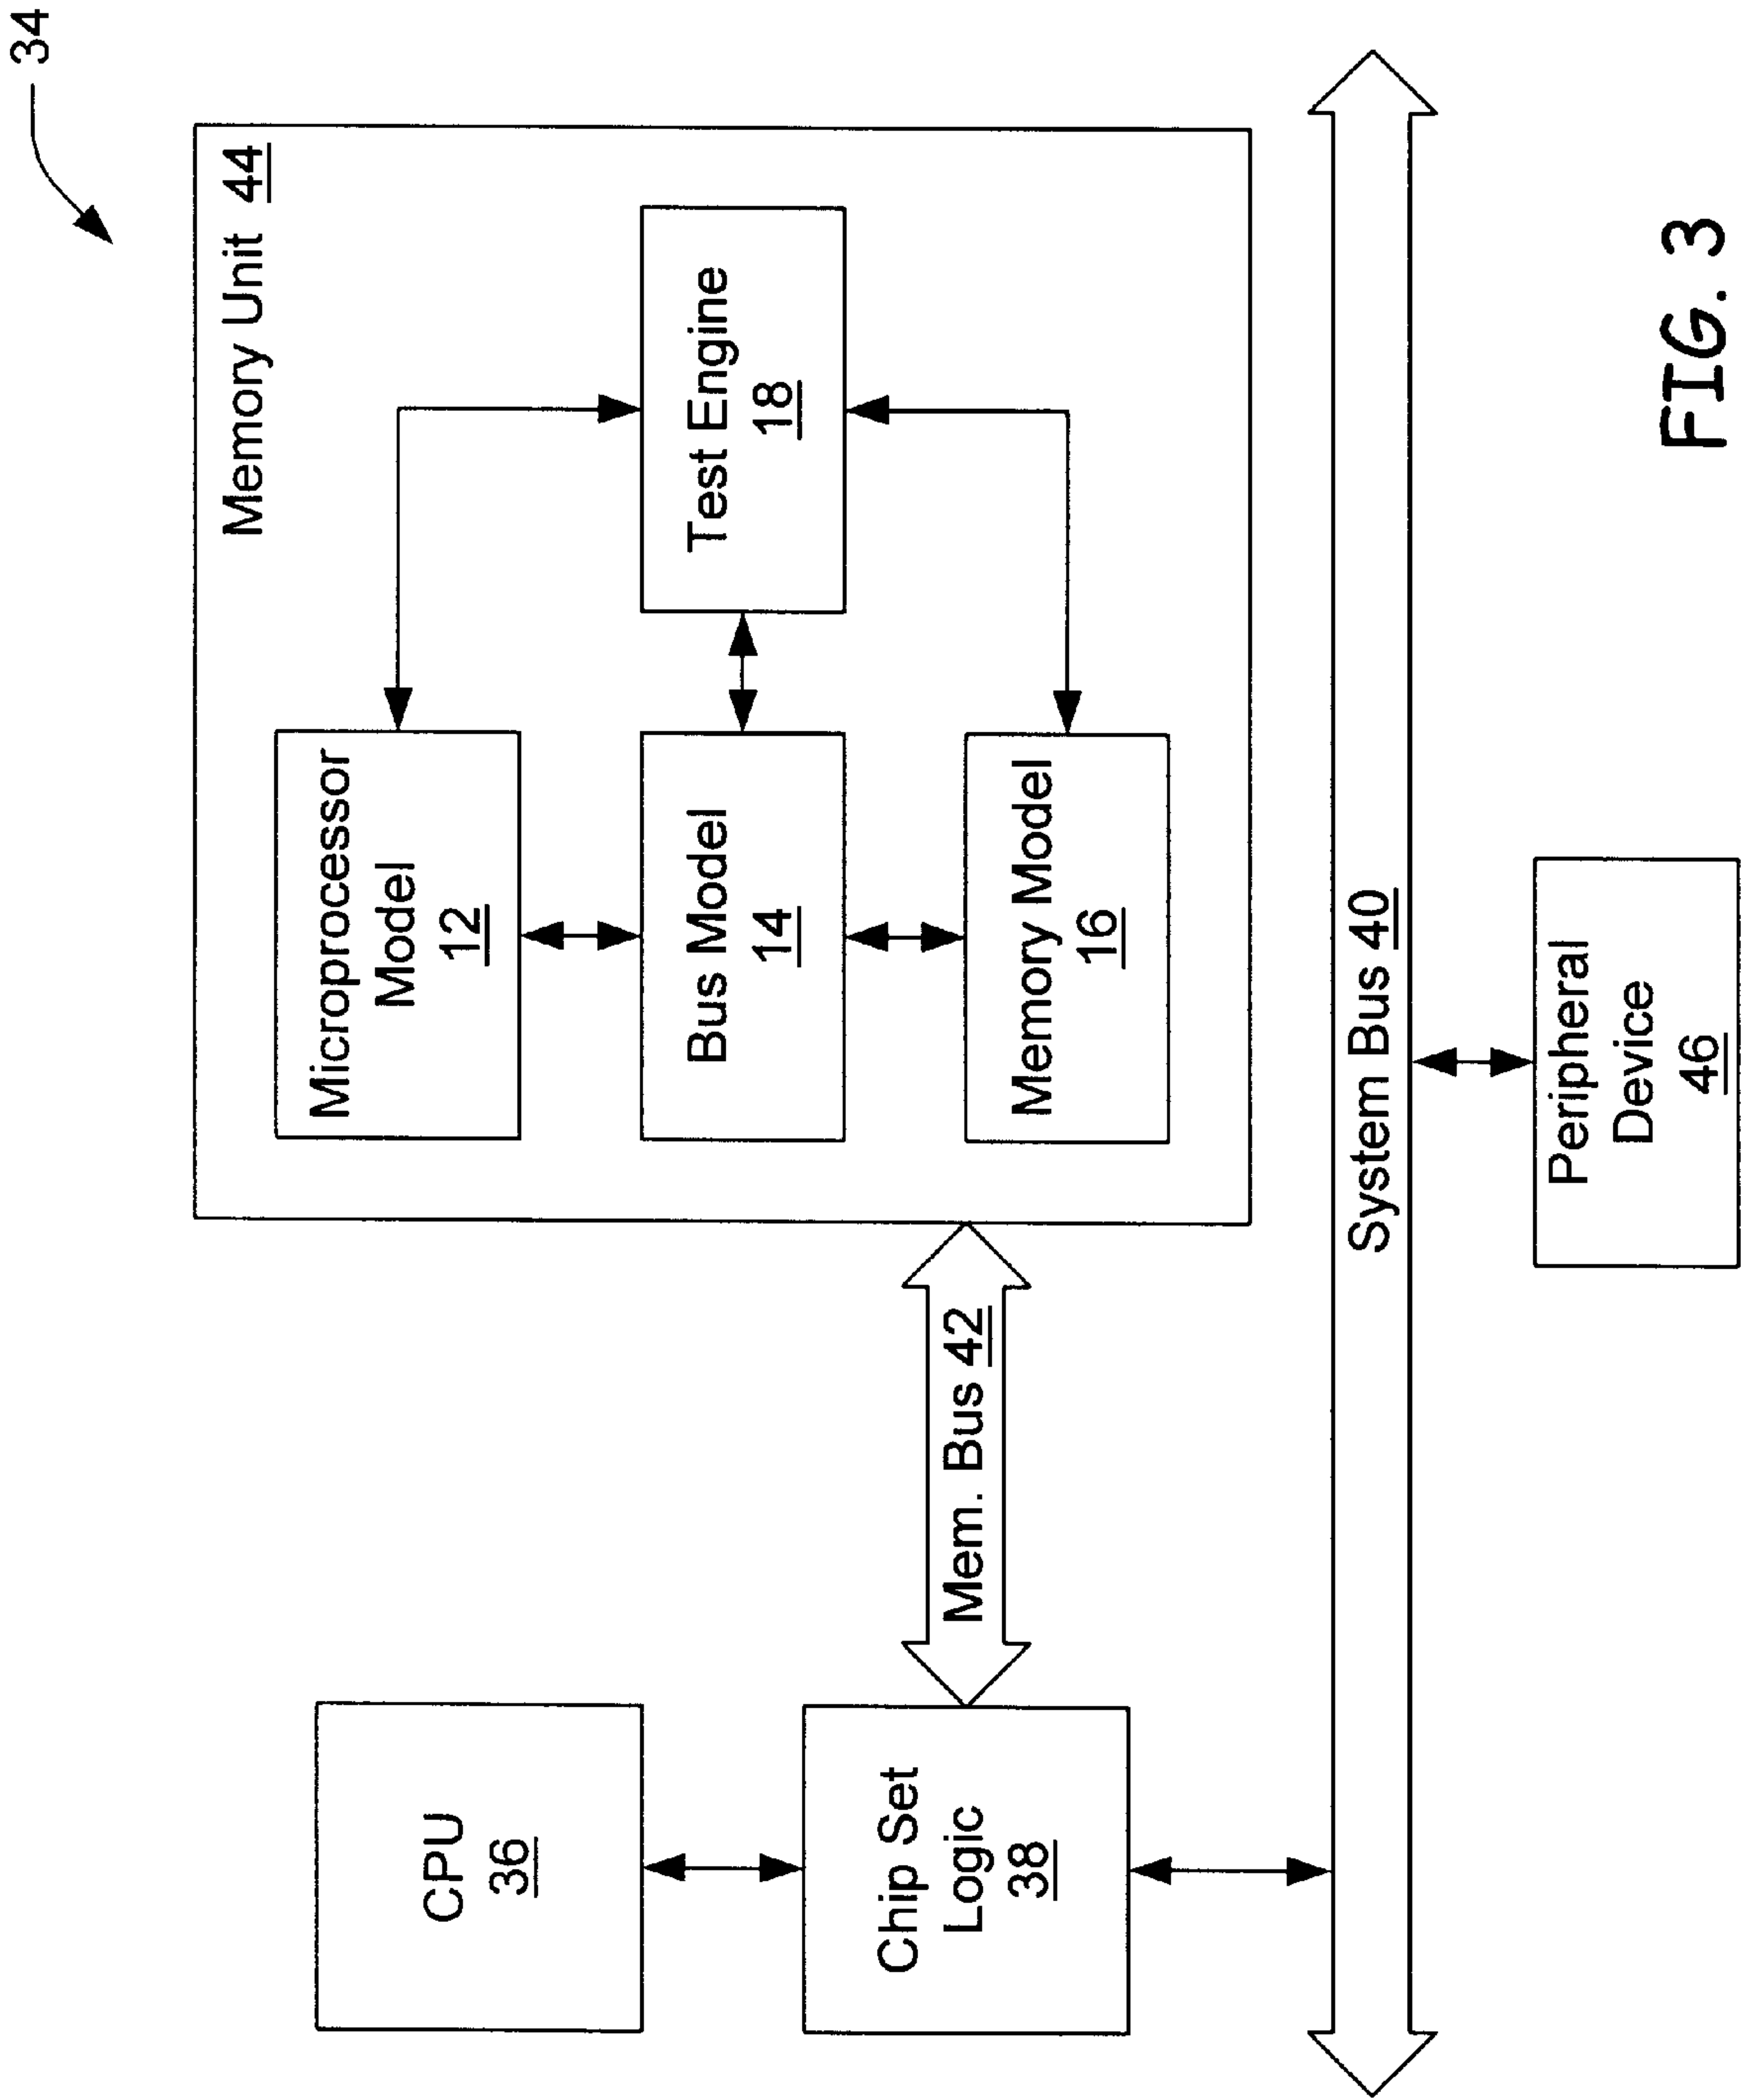 34
Memory Unit 44
Microprocessor
Model
12
Test Engine
18
Bus Model
14
Memory Model
16
CPU
36
Mem. Bus 42
Chip Set
Logic
38
System Bus 40
Peripheral
Device
46
FIG. 3